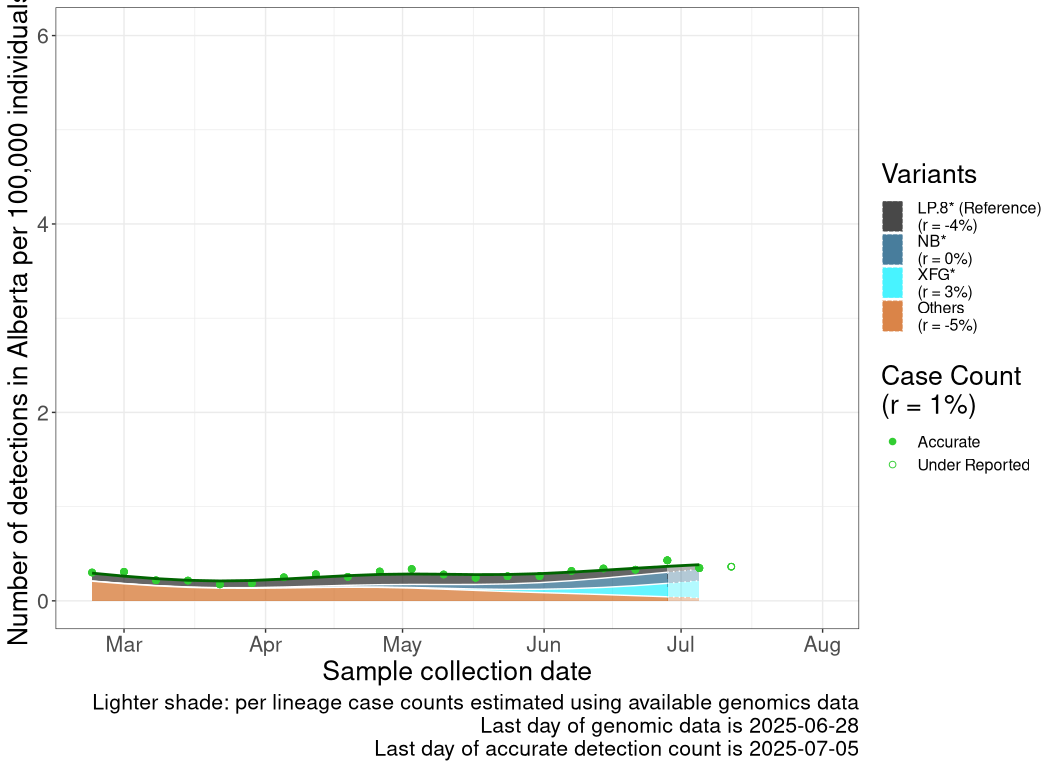 Number of detections in Alberta per 100,000 individuals
6
4
2
0
Mar Apr May Jun Jul Aug
Sample collection date
Lighter shade: per lineage case counts estimated using available genomics data
Last day of genomic data is 2025-06-28
Last day of accurate detection count is 2025-07-05
Variants
LP.8* (Reference)
(r = -4%)
NB*
(r = 0%)
XFG*
(r = 3%)
Others
(r = -5%)
Case Count
(r = 1%)
Accurate
Under Reported